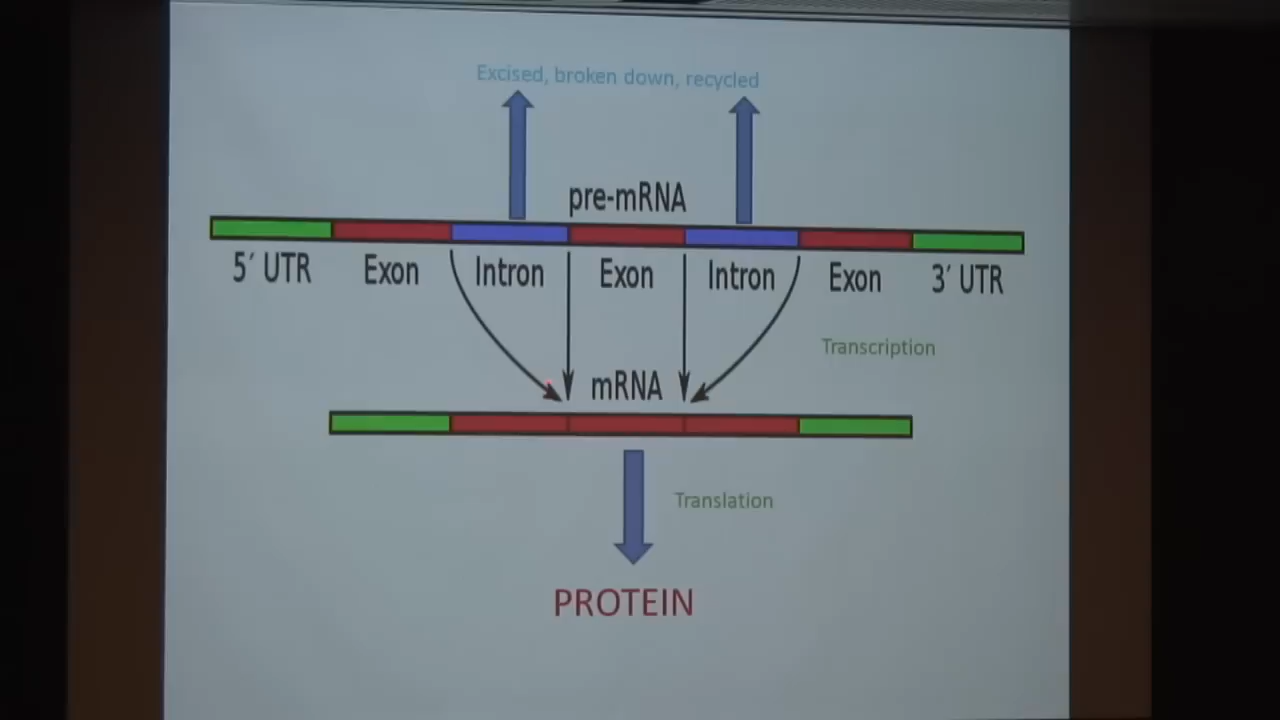 Excised, broken down, recycled
pre-mRNA
5′ UTR Exon Intron Exon Intron Exon 3′ UTR
Transcription
mRNA
Translation
PROTEIN